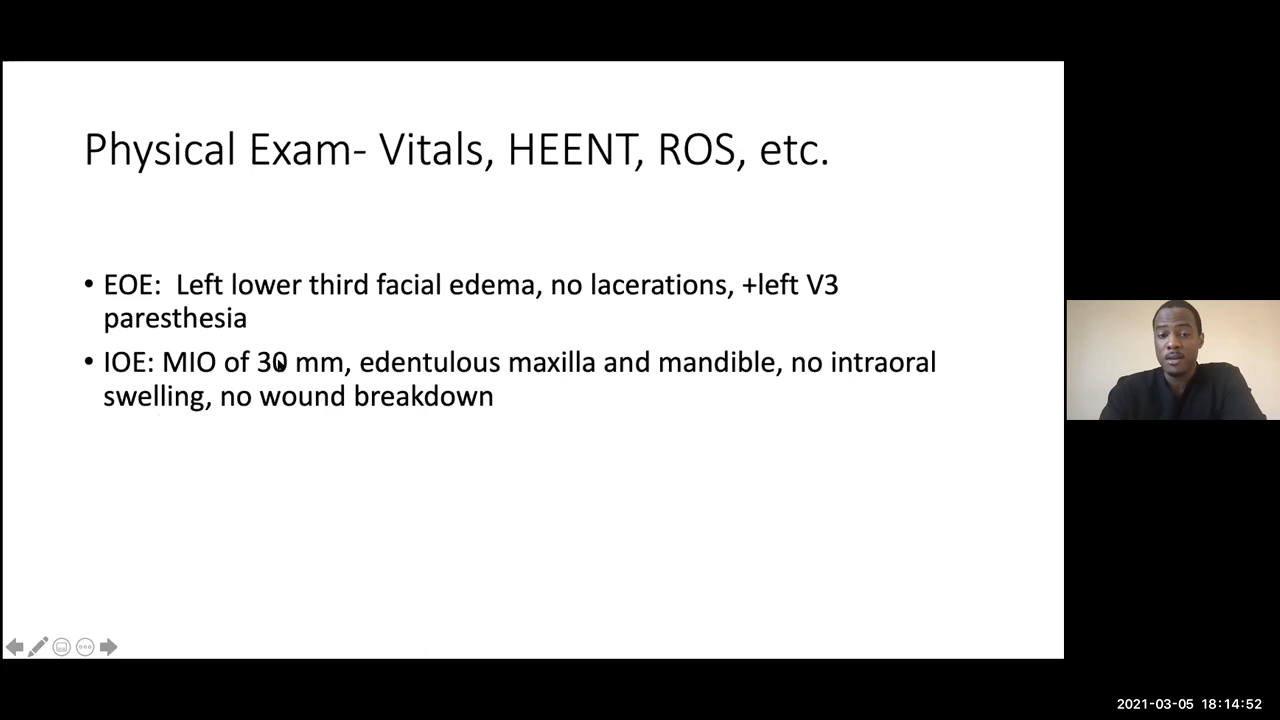 Physical Exam- Vitals, HEENT, ROS, etc.
• EOE:  Left lower third facial edema, no lacerations, +left V3
paresthesia
• IOE: MIO of 30 mm, edentulous maxilla and mandible, no intraoral
swelling, no wound breakdown
2021-03-05 18:14:52